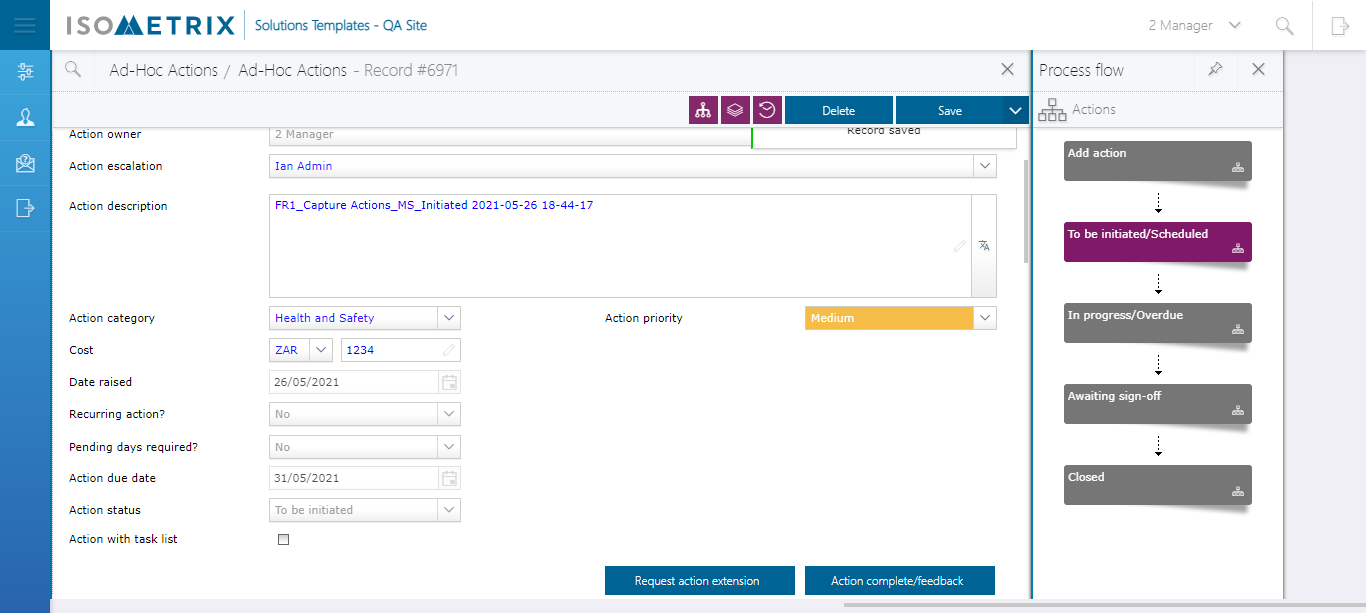 ISOMETRIX Solutions Templates - QA Site 2 Manager
Ad-Hoc Actions / Ad-Hoc Actions - Record #6971
Process flow
Delete Save
Actions
Record saved
Action owner 2 Manager
Action escalation Ian Admin
Action description FR1_Capture Actions_MS_Initiated 2021-05-26 18-44-17
Action category Health and Safety Action priority Medium
Cost ZAR 1234
Date raised 26/05/2021
Recurring action? No
Pending days required? No
Action due date 31/05/2021
Action status To be initiated
Action with task list
Request action extension Action complete/feedback
Add action
To be initiated/Scheduled
In progress/Overdue
Awaiting sign-off
Closed